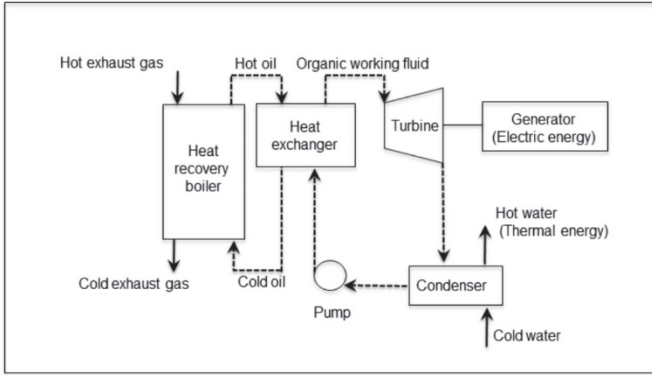 Hot exhaust gas
Hot oil
Organic working fluid
Heat
recovery
boiler
Heat
exchanger
Turbine
Generator
(Electric energy)
Hot water
(Thermal energy)
Cold exhaust gas
Cold oil
Pump
Condenser
Cold water